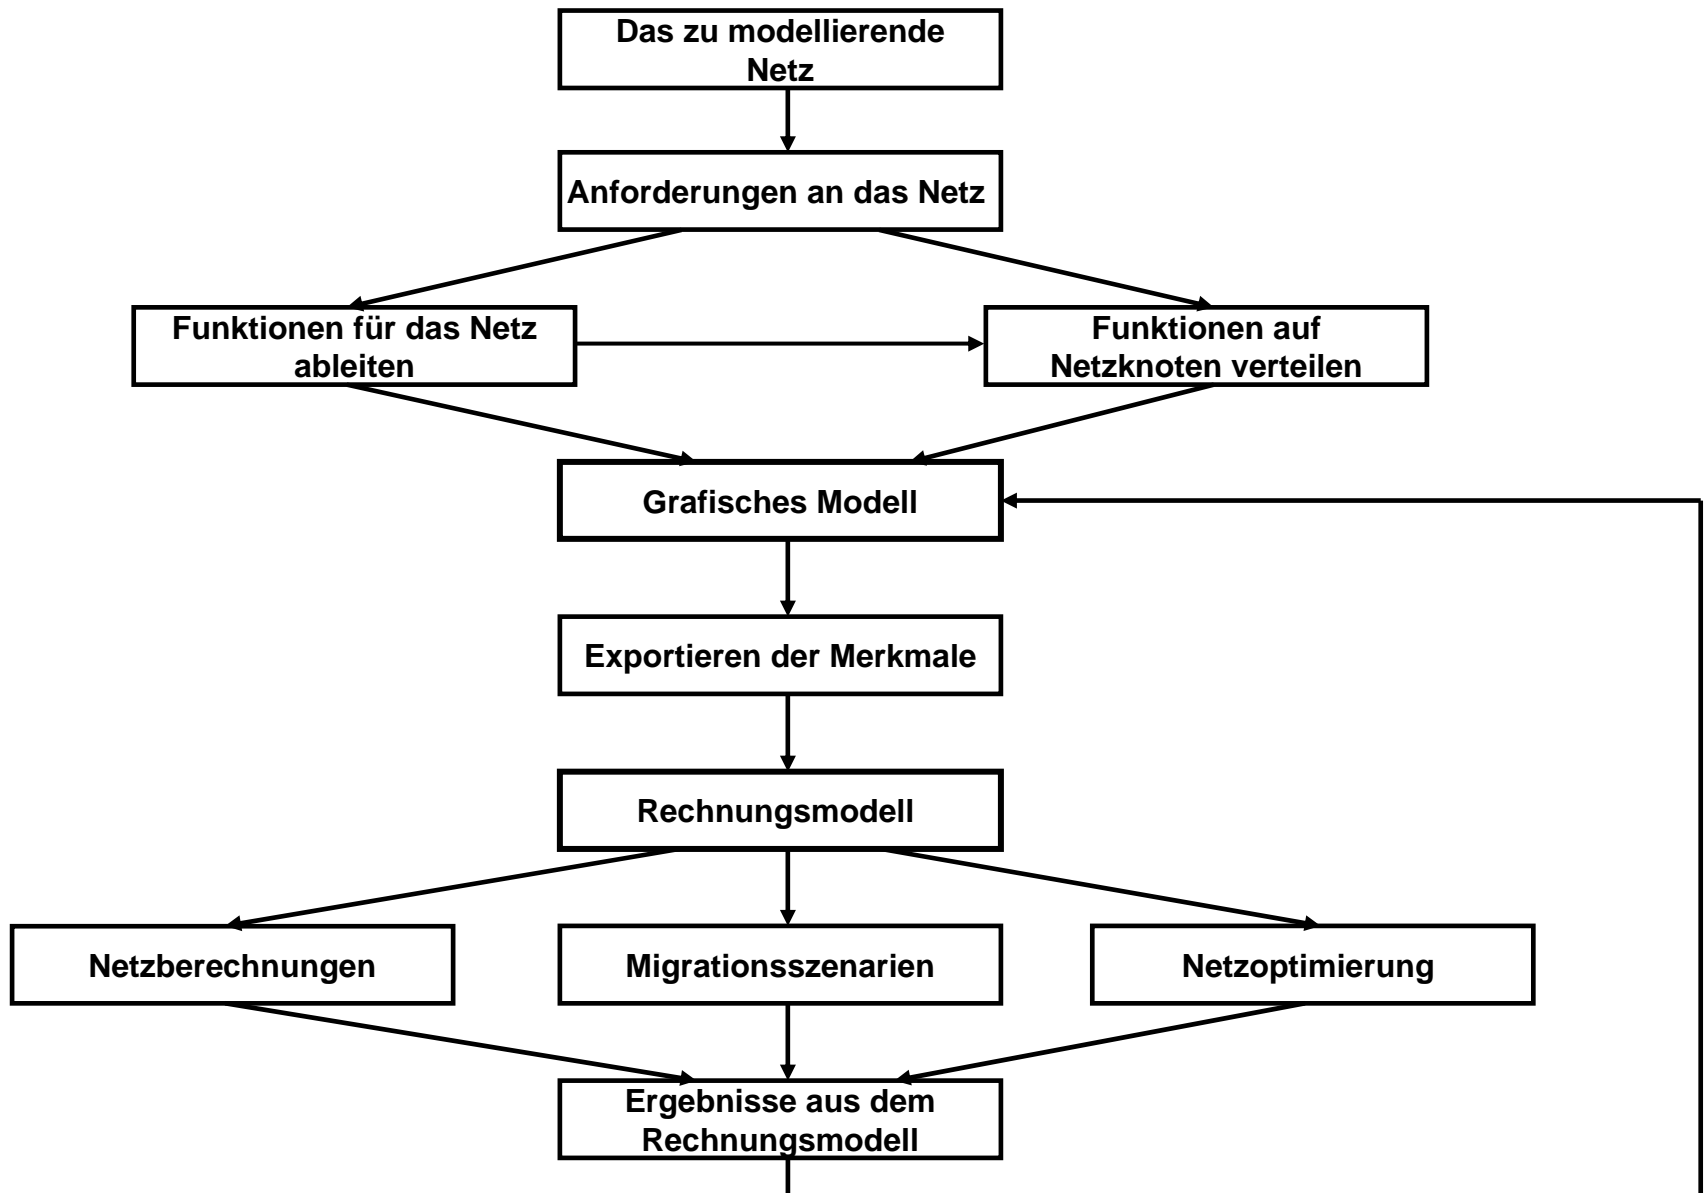 Das zu modellierende
Netz
Anforderungen an das Netz
Funktionen für das Netz
ableiten
Funktionen auf
Netzknoten verteilen
Grafisches Modell
Exportieren der Merkmale
Rechnungsmodell
Netzberechnungen
Migrationsszenarien
Netzoptimierung
Ergebnisse aus dem
Rechnungsmodell